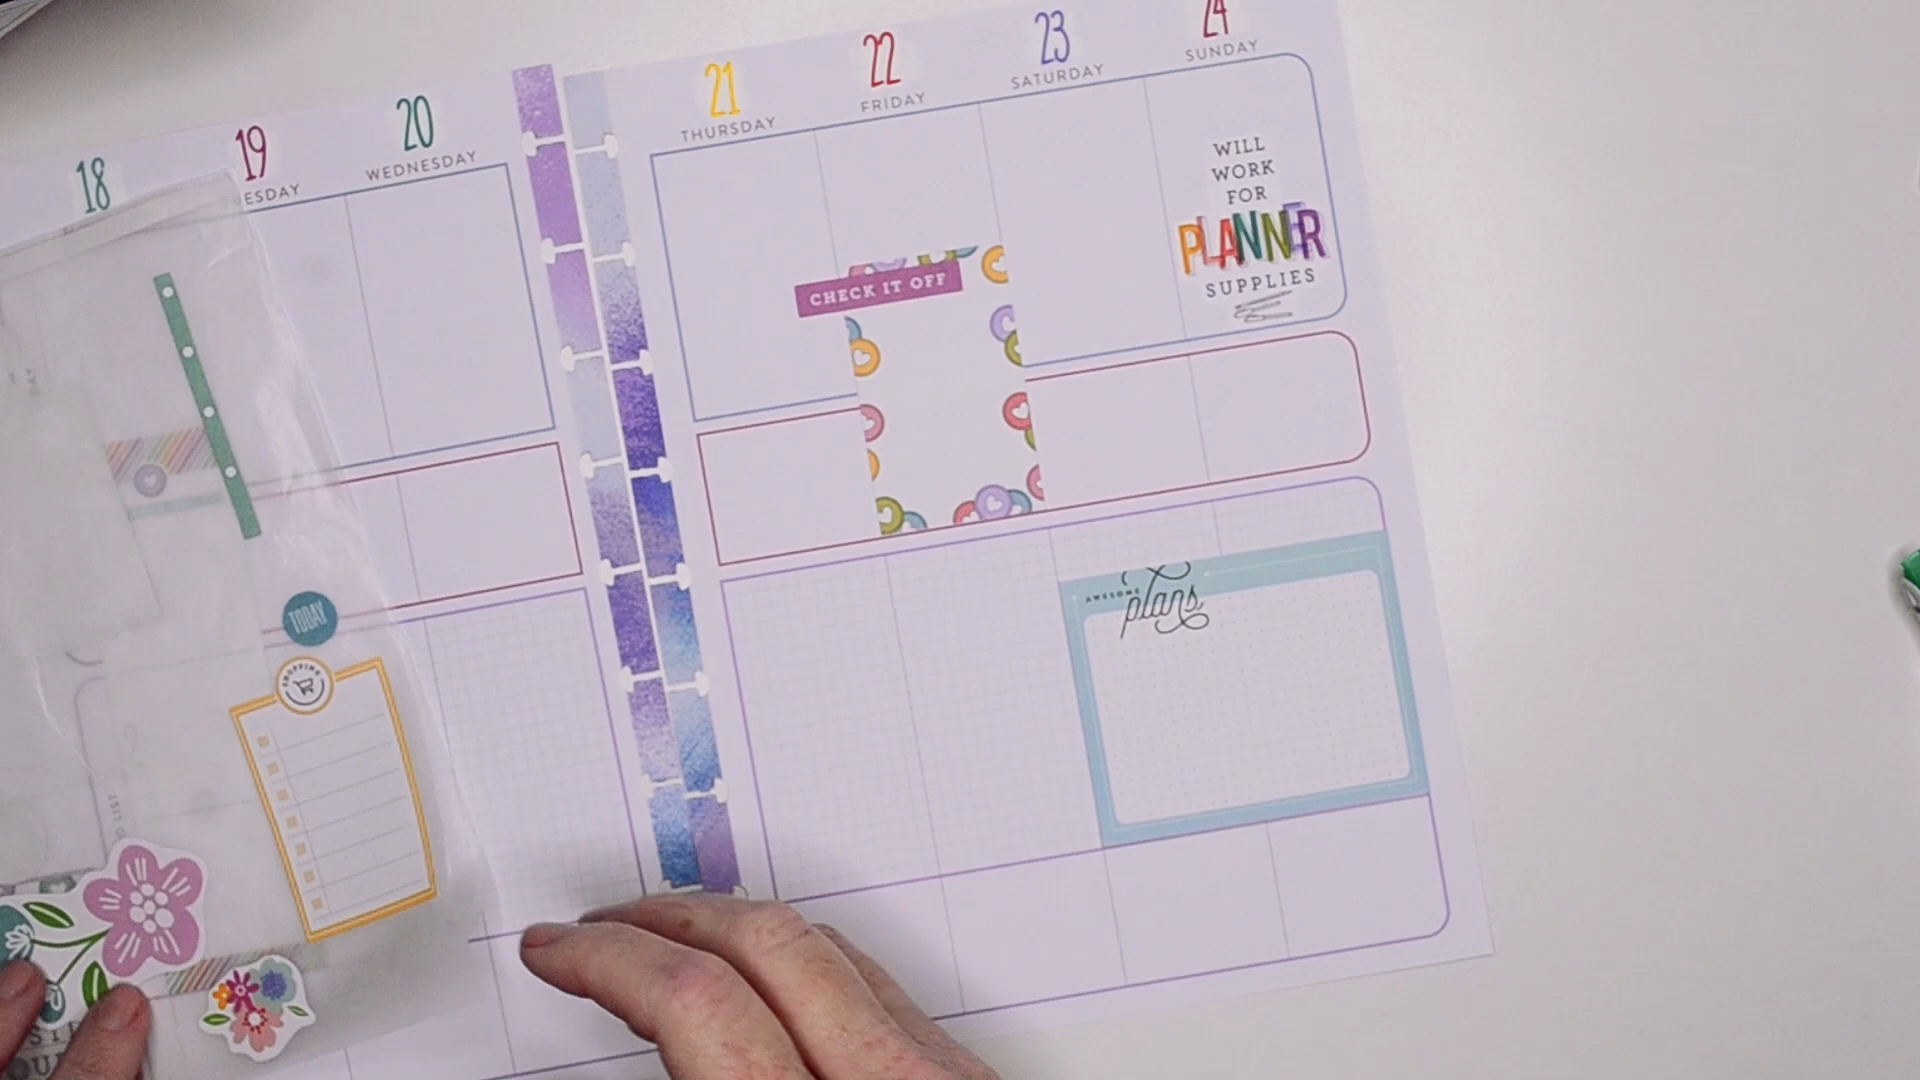 18
19
ESDAY
20
WEDNESDAY
21
THURSDAY
22
FRIDAY
23
SATURDAY
24
SUNDAY
WILL
WORK
FOR
PLANNER
SUPPLIES
CHECK IT OFF
TODAY
SHOPPING
AWESOME
plans